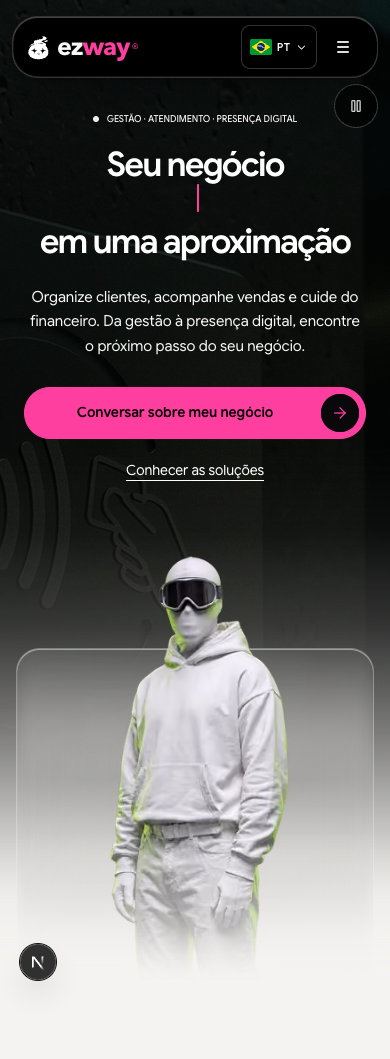 ezway®
PT
GESTÃO · ATENDIMENTO · PRESENÇA DIGITAL
Seu negócio
em uma aproximação
Organize clientes, acompanhe vendas e cuide do
financeiro. Da gestão à presença digital, encontre
o próximo passo do seu negócio.
Conversar sobre meu negócio
Conhecer as soluções
N